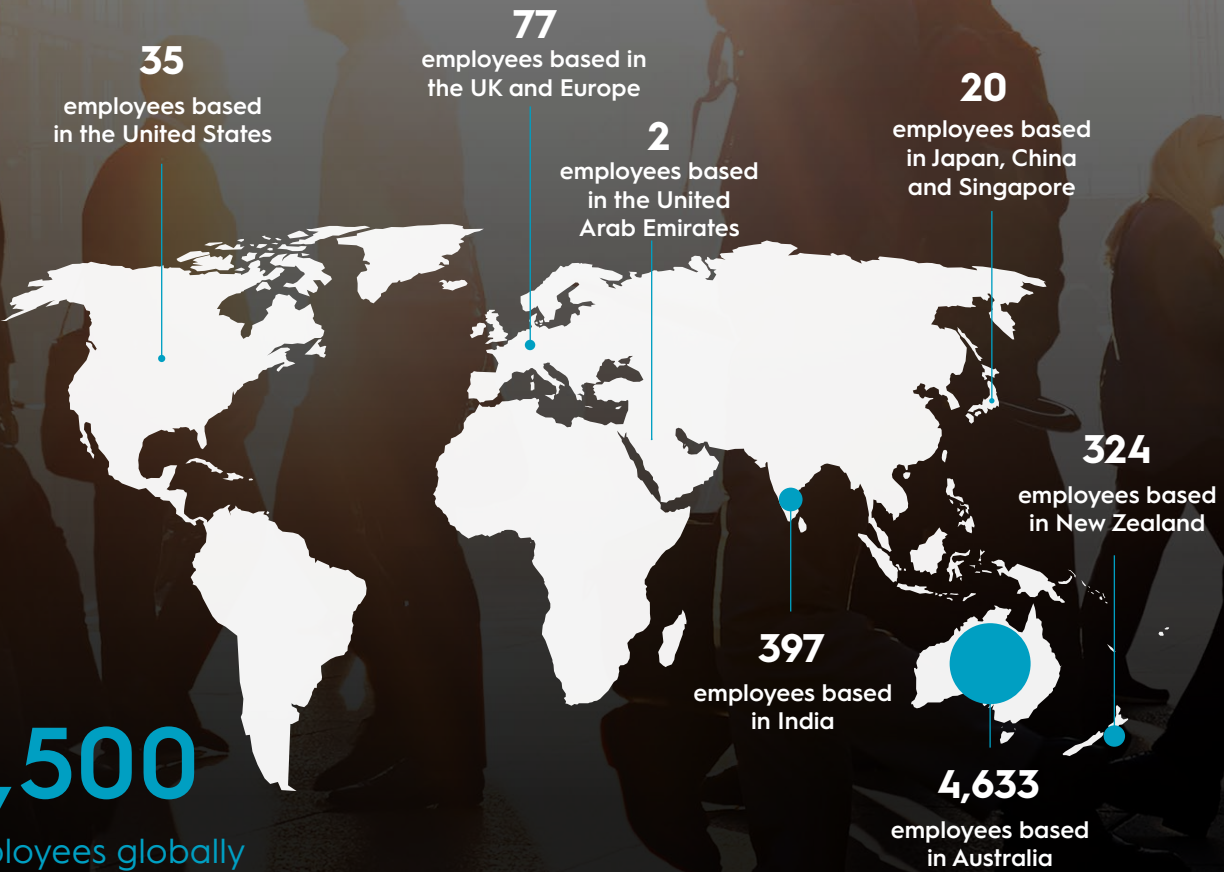 77
employees based in
the UK and Europe
35
employees based
in the United States
20
employees based
in Japan, China
and Singapore
2
employees based
in the United
Arab Emirates
324
employees based
in New Zealand
397
employees based
in India
,500
globally
4,633
employees based
in Australia